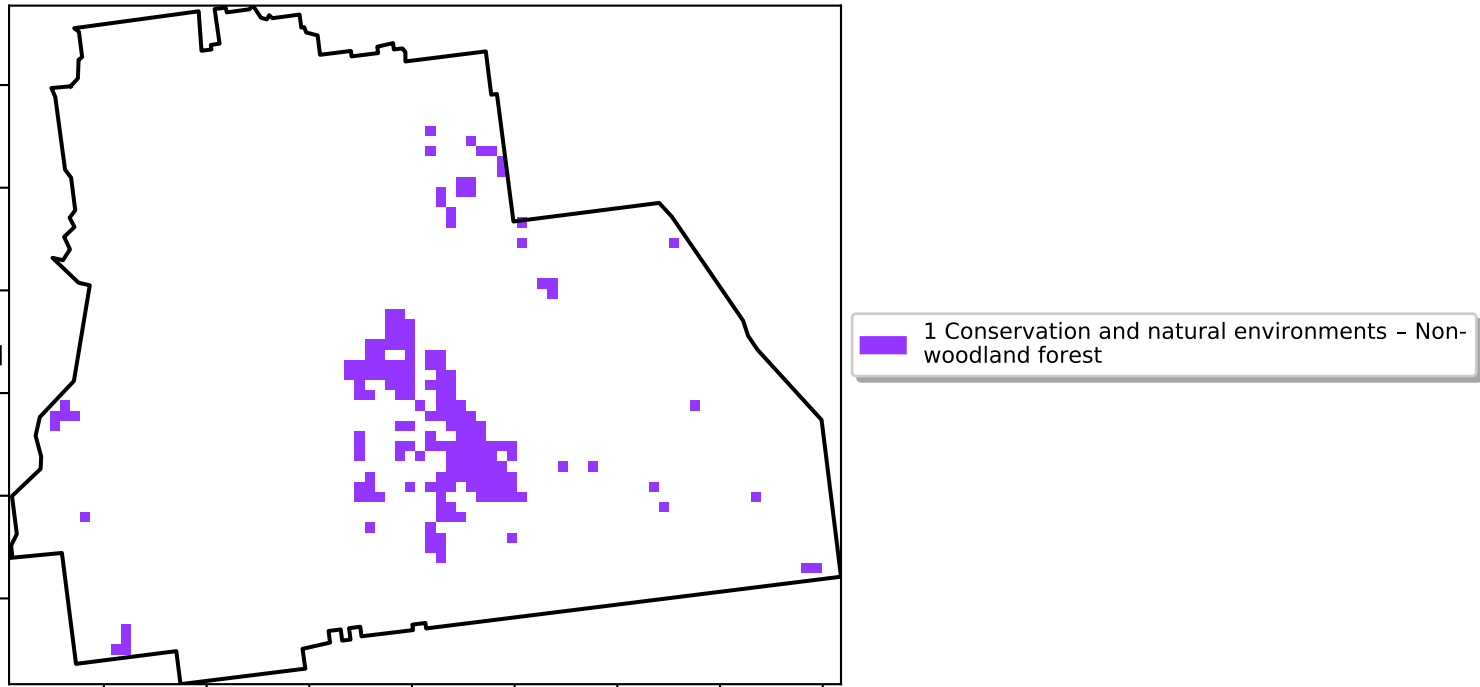 1 Conservation and natural environments – Non-
woodland forest